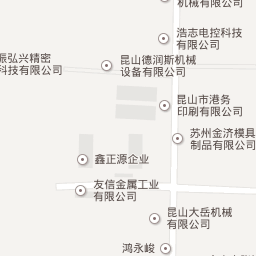 机械有限公司
浩志电控科技
有限公司
振弘兴精密
科技有限公司
昆山德润斯机械
设备有限公司
昆山市港务
印刷有限公司
苏州金济模具
制品有限公司
鑫正源企业
友信金属工业
有限公司
昆山大岳机械
有限公司
鸿永峻